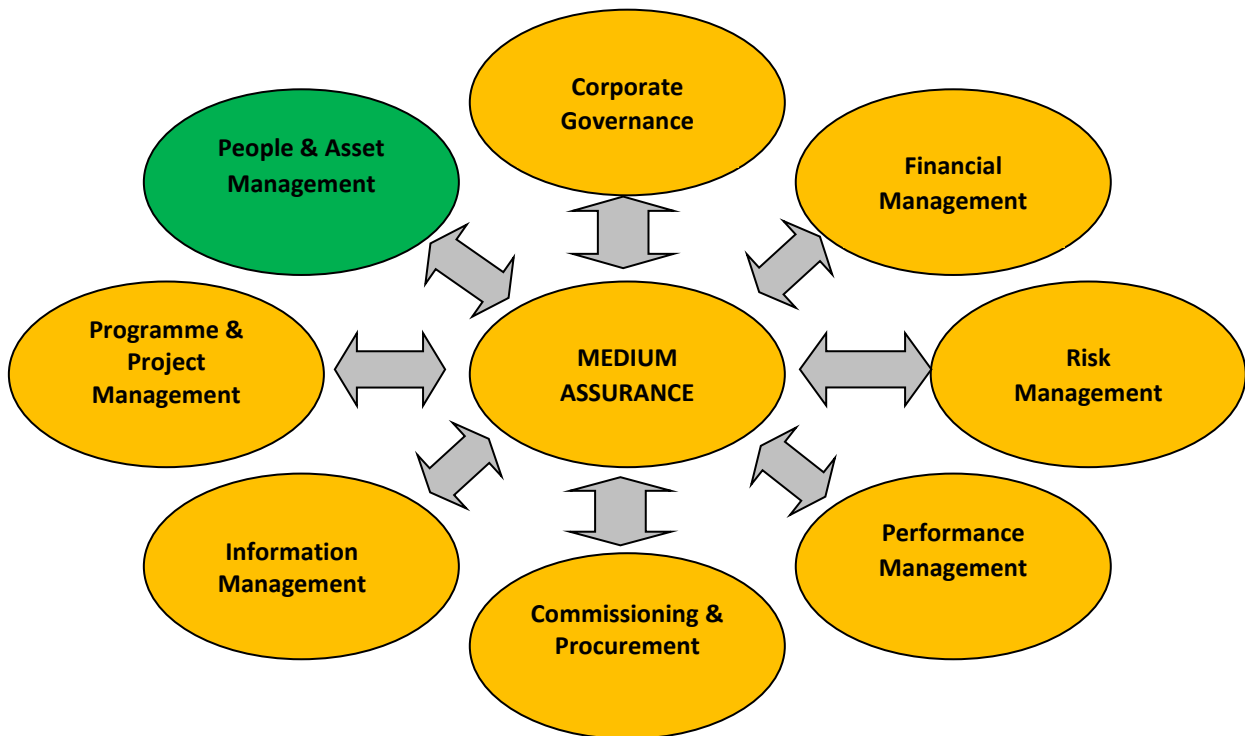 Corporate
Governance
People & Asset
Management
Financial
Management
Programme &
Project
Management
MEDIUM
ASSURANCE
Risk
Management
Information
Management
Performance
Management
Commissioning &
Procurement